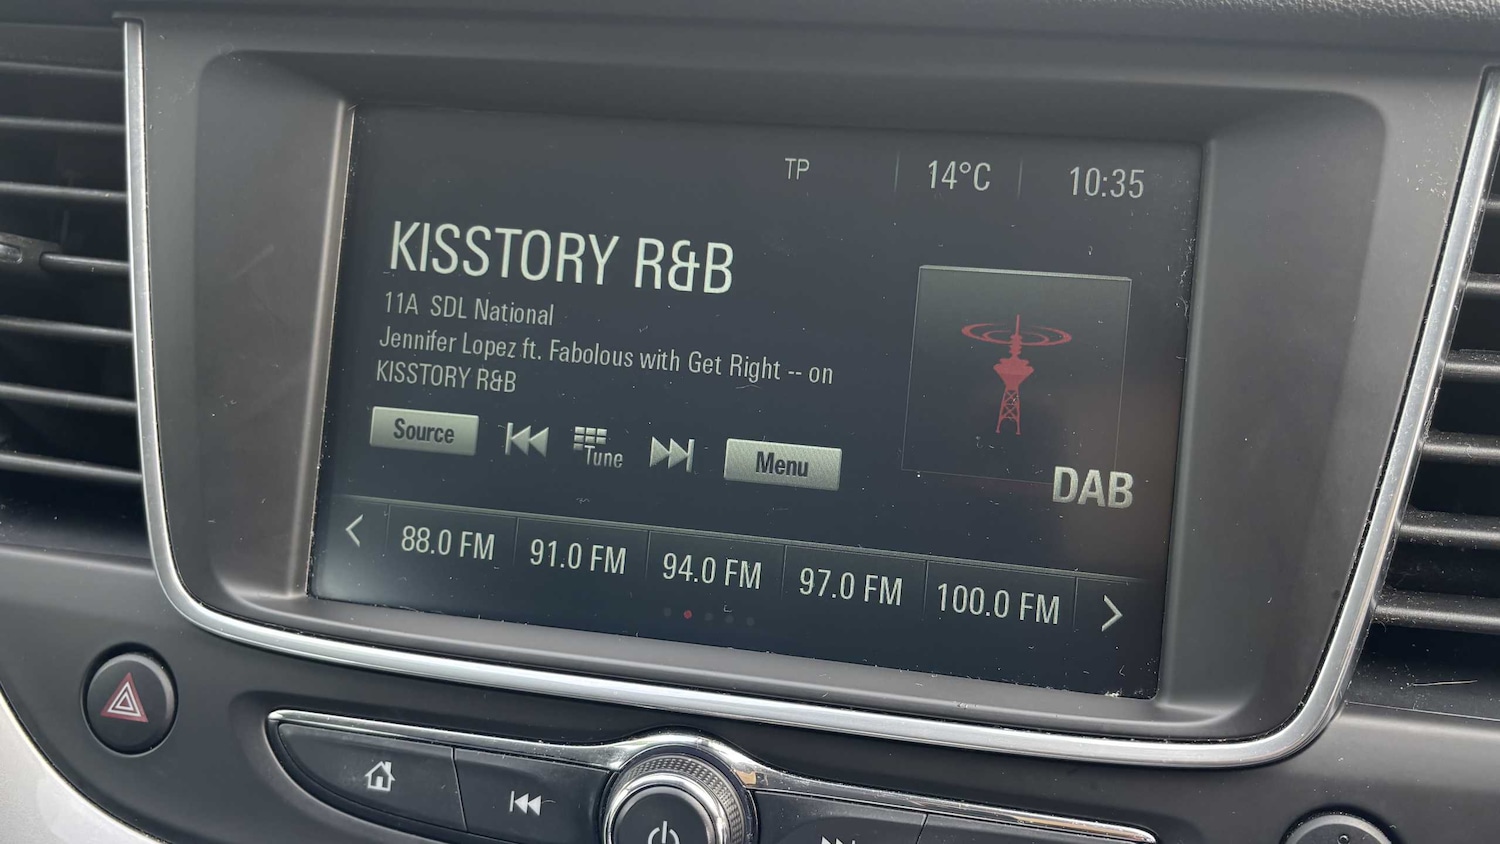 TP 14°C 10:35
KISSTORY R&B
11A SDL National
Jennifer Lopez ft. Fabolous with Get Right -- on
KISSTORY R&B
Source Tune Menu
DAB
88.0 FM 91.0 FM 94.0 FM 97.0 FM 100.0 FM